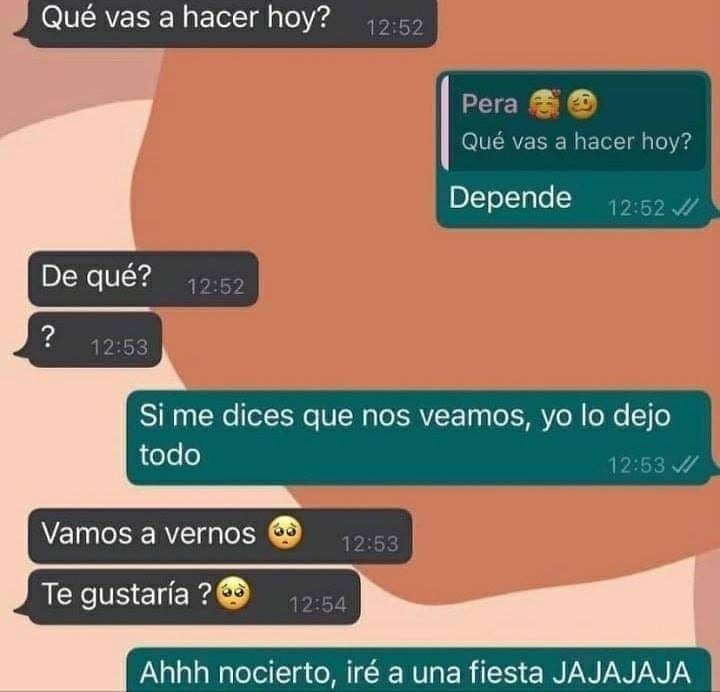 Qué vas a hacer hoy? 12:52
Pera 🥰🥴
Qué vas a hacer hoy?
Depende 12:52
De qué? 12:52
? 12:53
Si me dices que nos veamos, yo lo dejo
todo 12:53
Vamos a vernos 🥺 12:53
Te gustaría ?🥺 12:54
Ahhh nocierto, iré a una fiesta JAJAJAJA